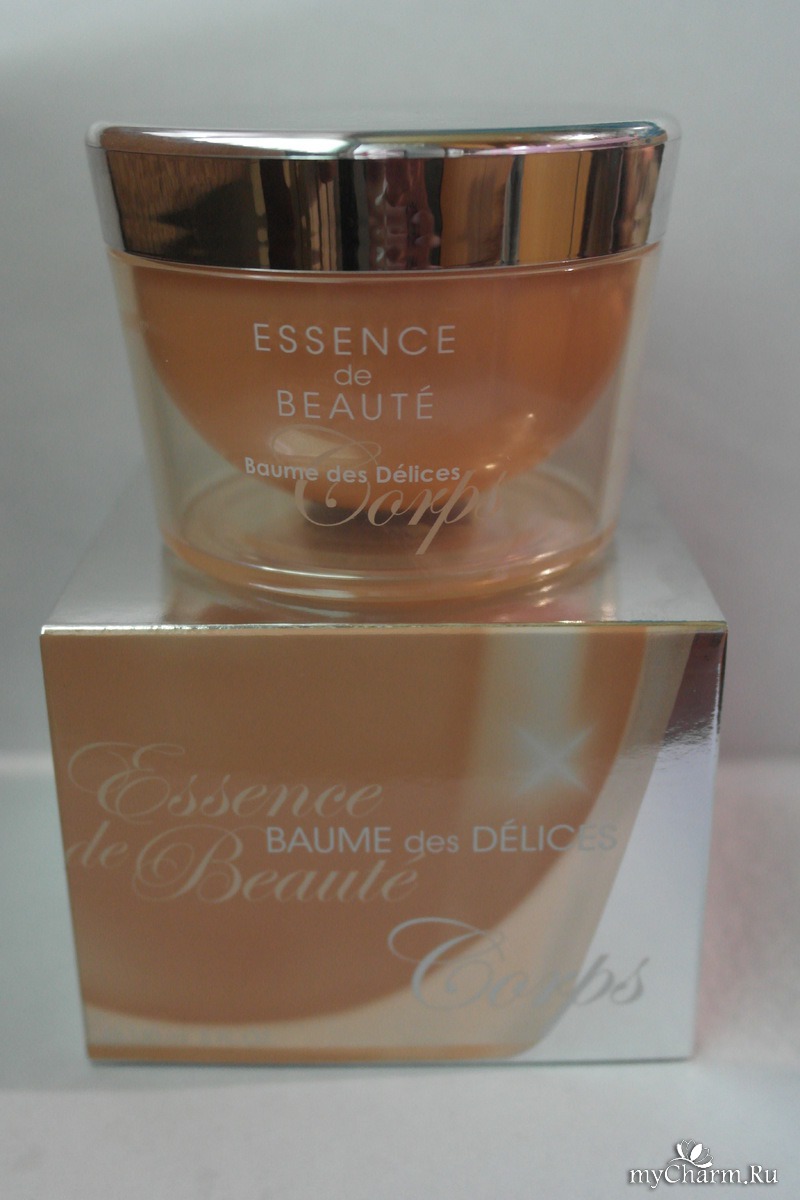 ESSENCE
de
BEAUTÉ
Baume des Délices
Corps
Essence
de Beauté
BAUME des DÉLICES
Corps
myCharm.Ru